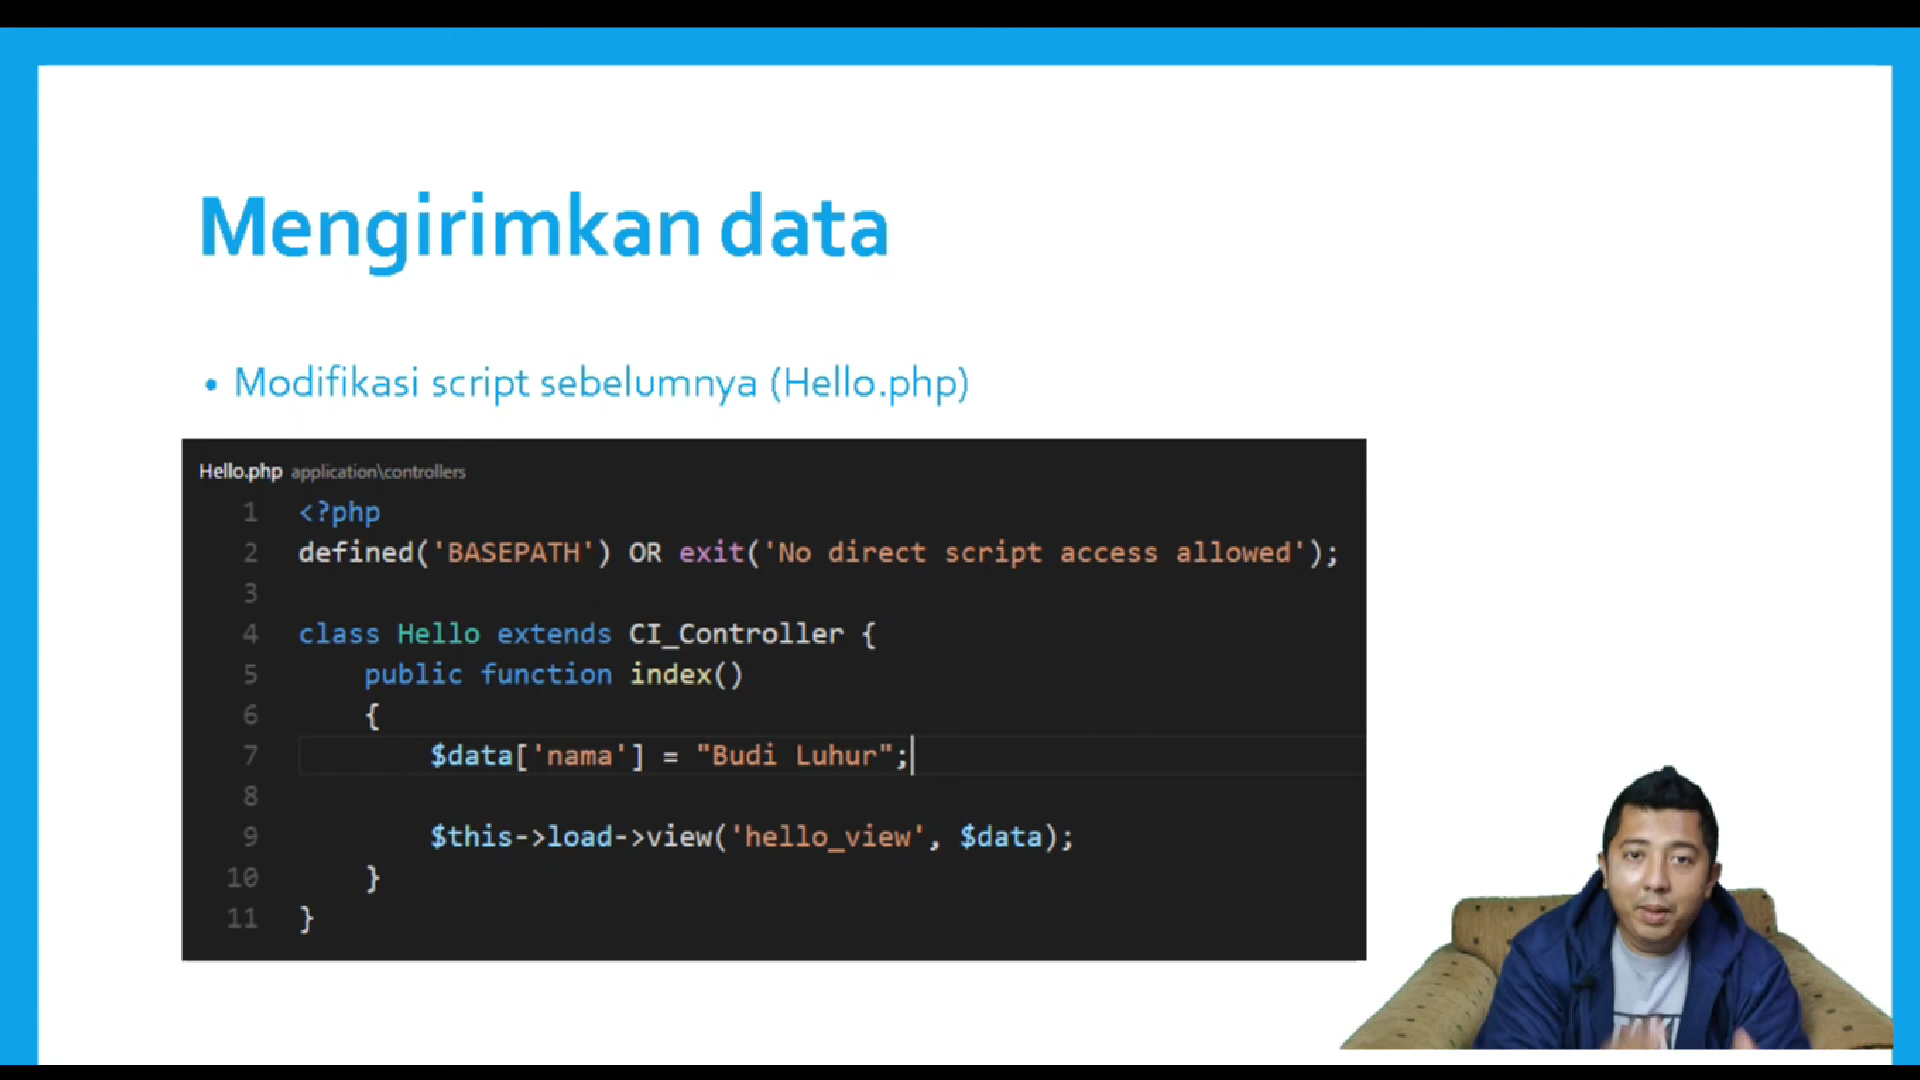 Mengirimkan data
• Modifikasi script sebelumnya (Hello.php)
Hello.php application\controllers
1 <?php
2 defined('BASEPATH') OR exit('No direct script access allowed');
3
4 class Hello extends CI_Controller {
5 public function index()
6 {
7 $data['nama'] = "Budi Luhur";
8
9 $this->load->view('hello_view', $data);
10 }
11 }